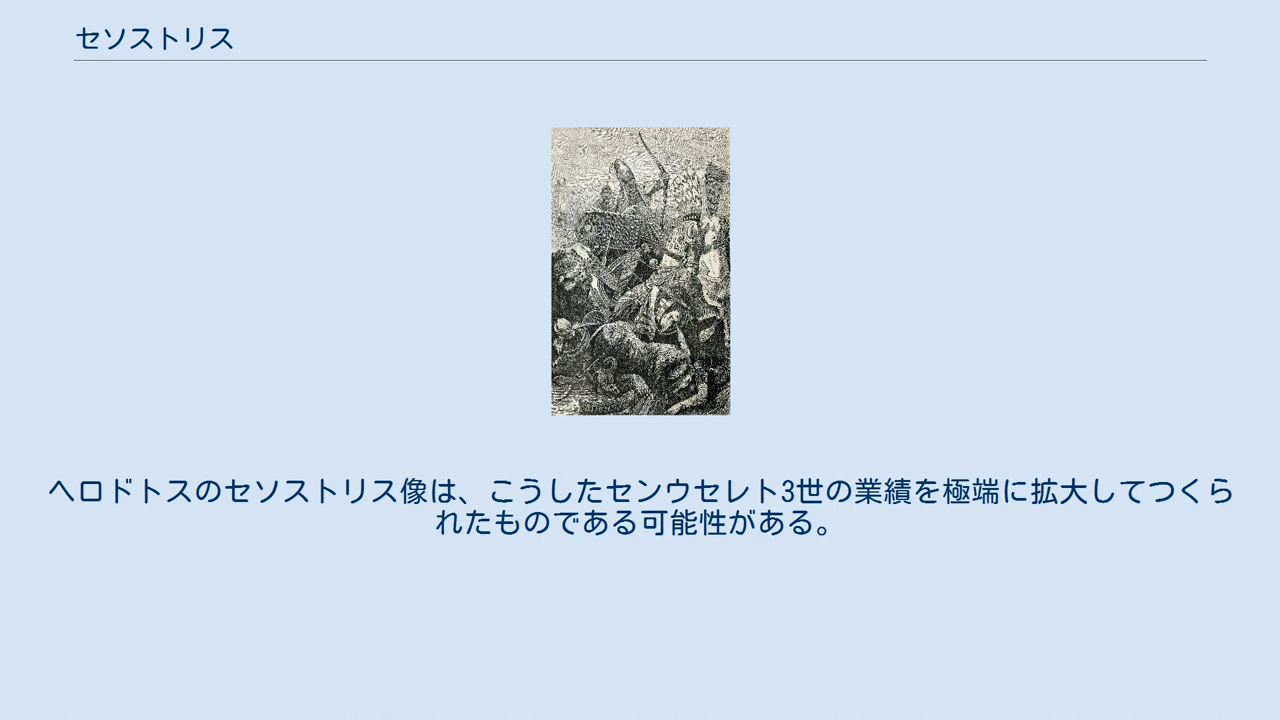 セソストリス
ヘロドトスのセソストリス像は、こうしたセンウセレト3世の業績を極端に拡大してつくら
れたものである可能性がある。